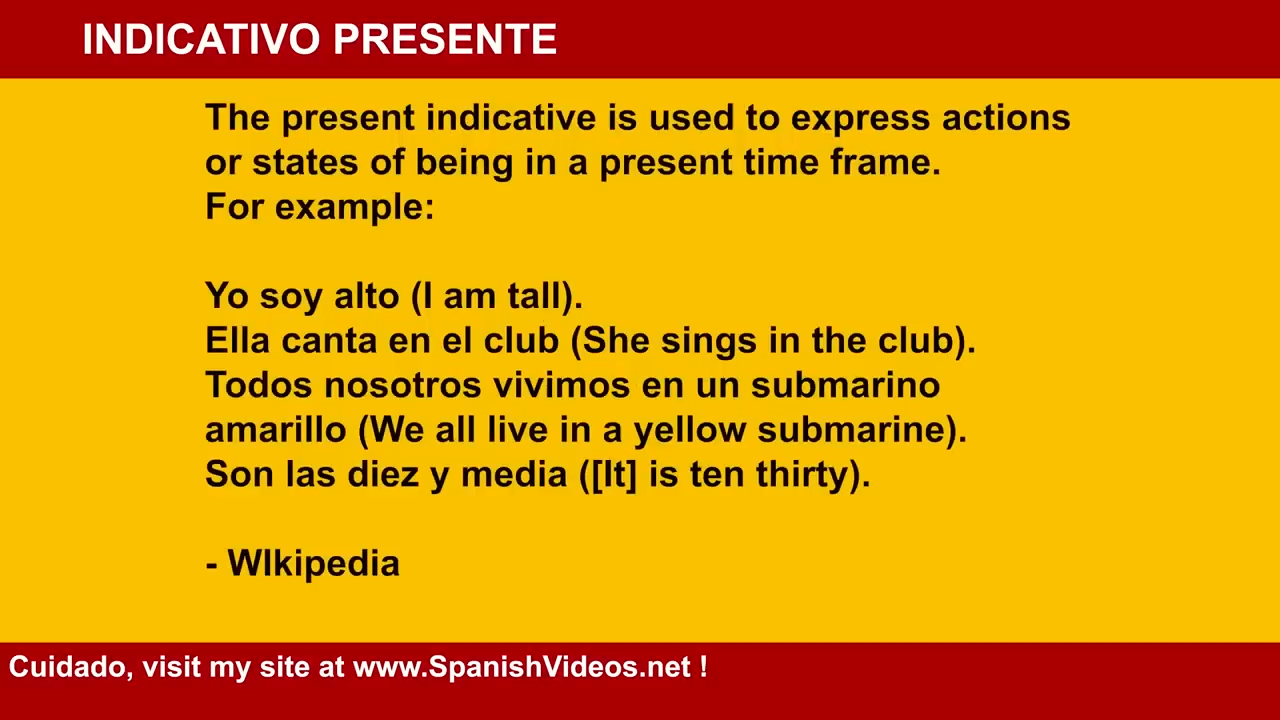 INDICATIVO PRESENTE
The present indicative is used to express actions
or states of being in a present time frame.
For example:
Yo soy alto (I am tall).
Ella canta en el club (She sings in the club).
Todos nosotros vivimos en un submarino
amarillo (We all live in a yellow submarine).
Son las diez y media ([It] is ten thirty).
- WIkipedia
Cuidado, visit my site at www.SpanishVideos.net !